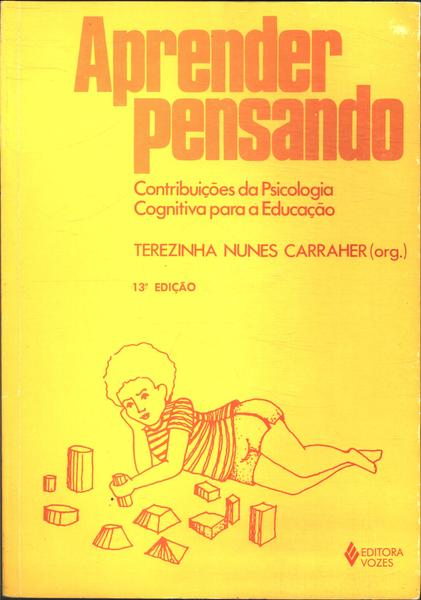 Aprender
pensando
Contribuições da Psicologia
Cognitiva para a Educação
TEREZINHA NUNES CARRAHER (org.)
13ª EDIÇÃO
EDITORA
VOZES